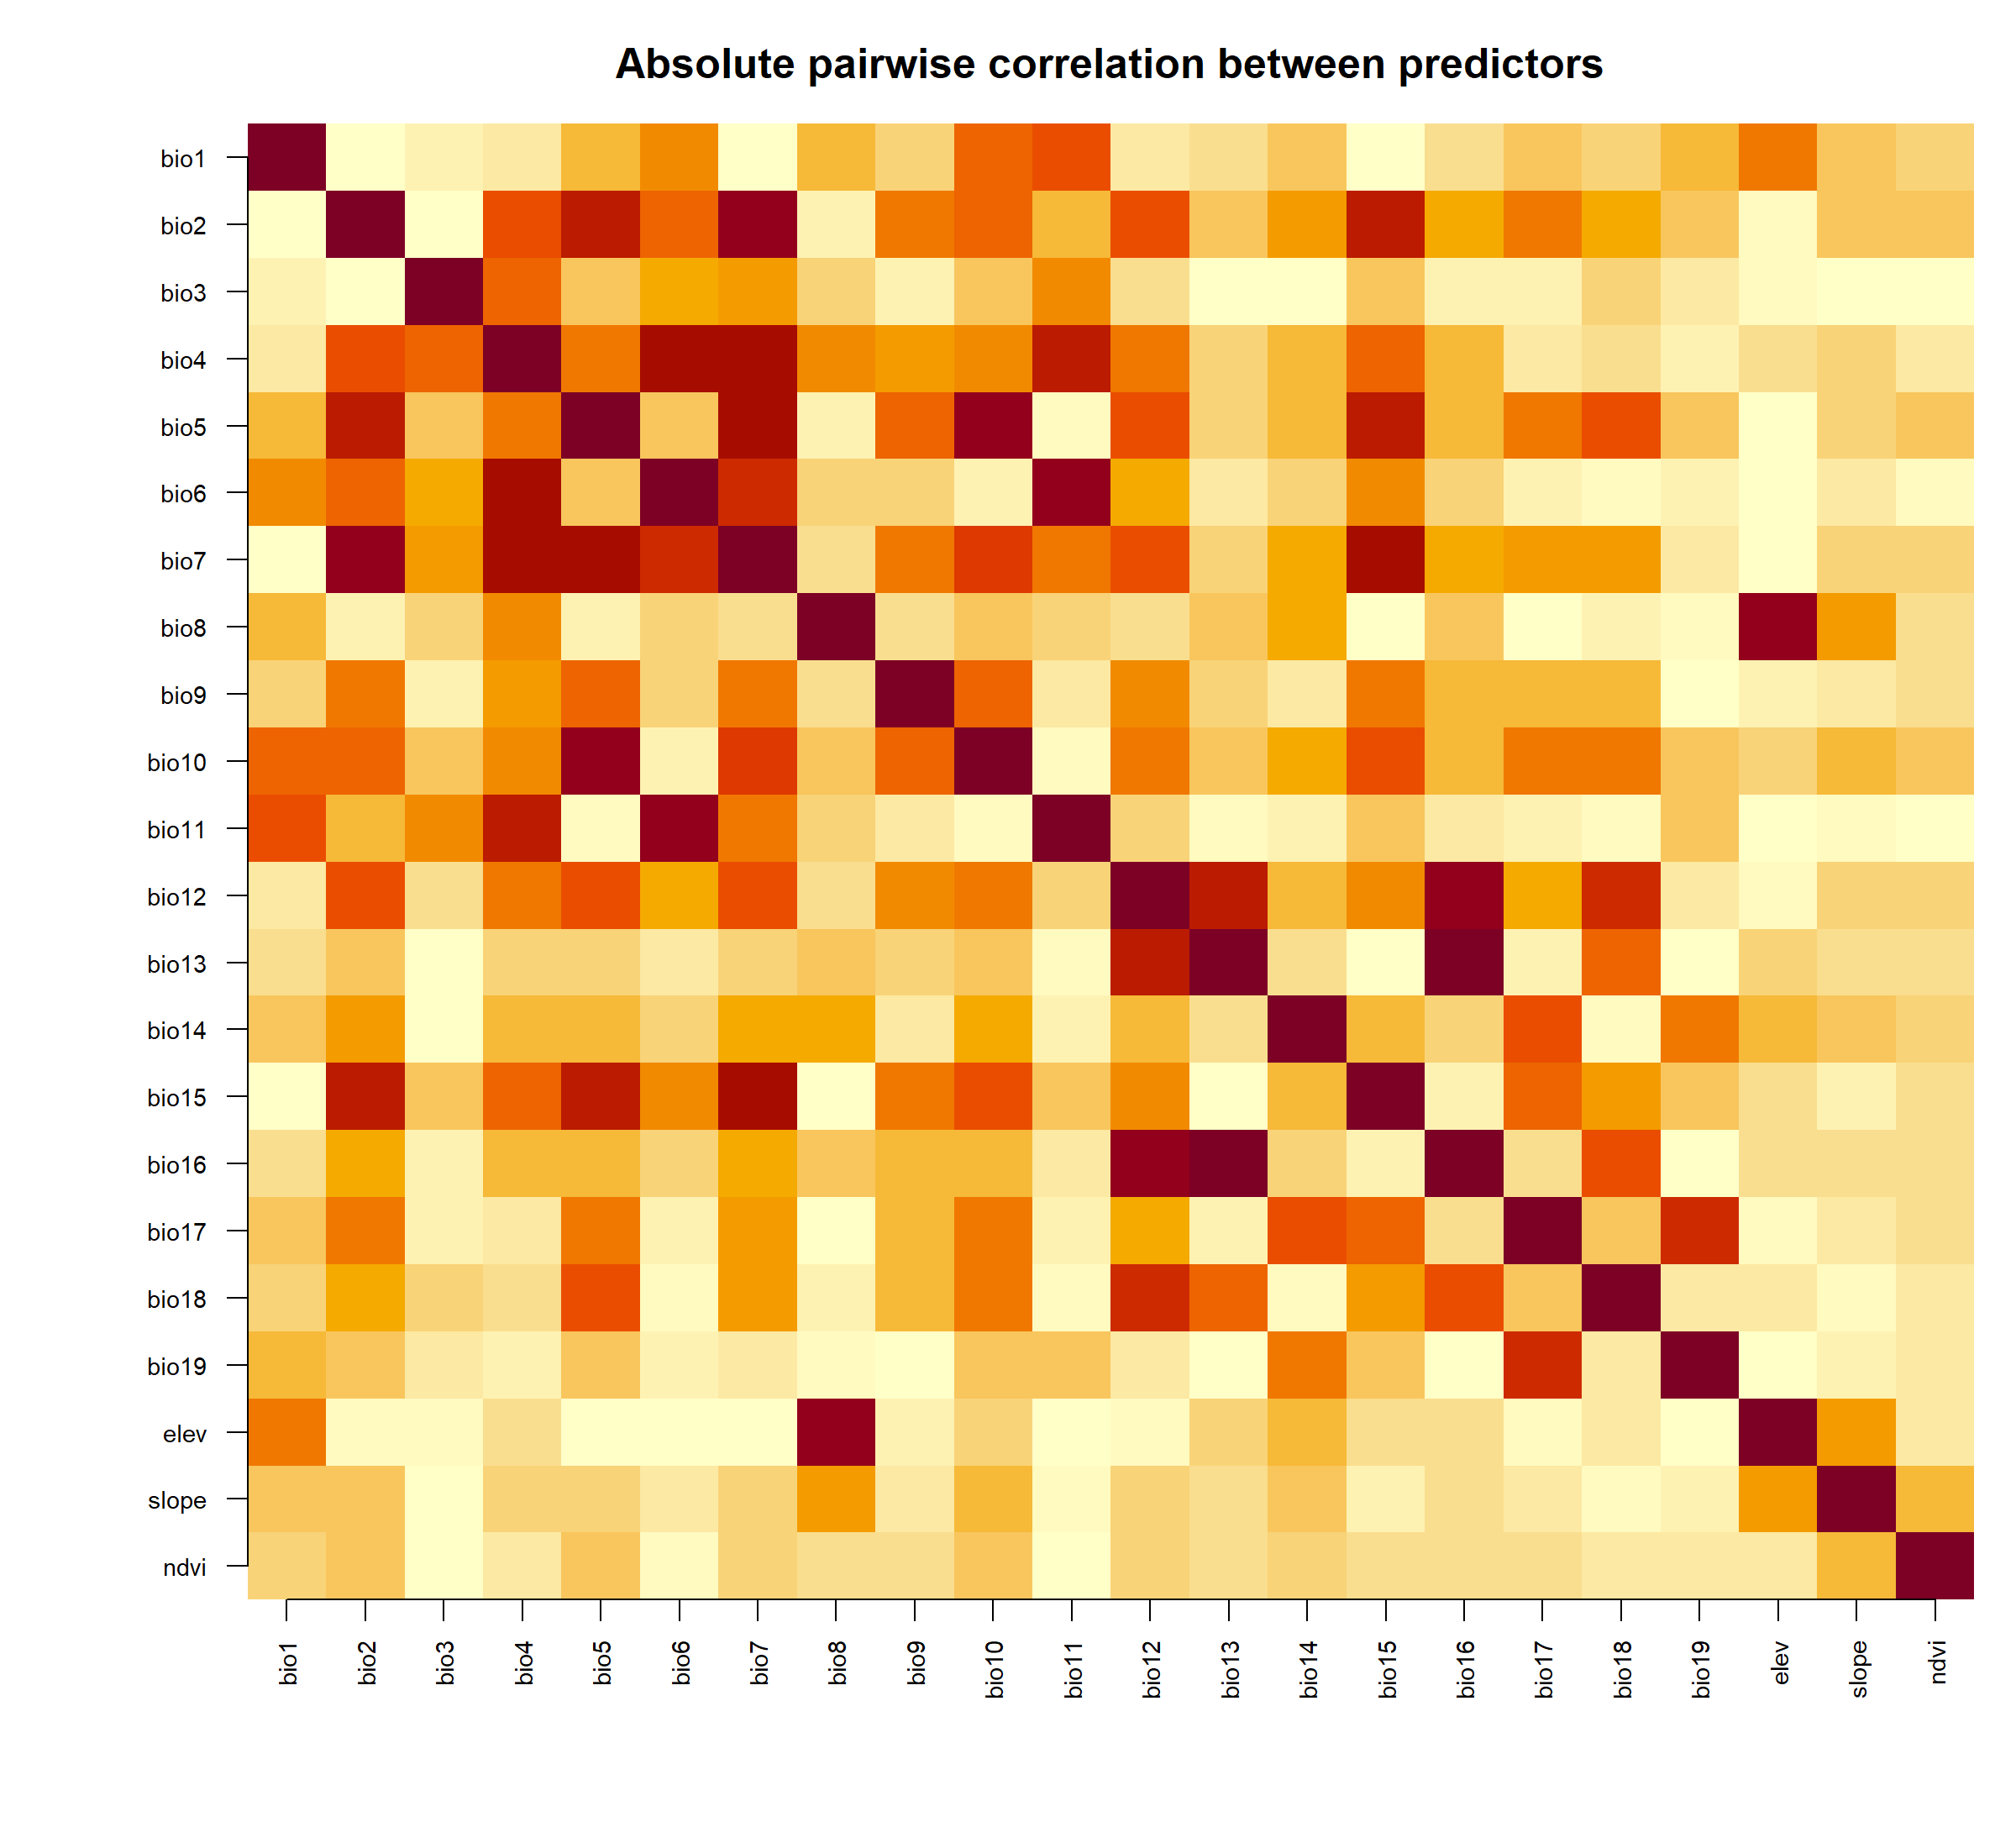 Absolute pairwise correlation between predictors
bio1
bio2
bio3
bio4
bio5
bio6
bio7
bio8
bio9
bio10
bio11
bio12
bio13
bio14
bio15
bio16
bio17
bio18
bio19
elev
slope
ndvi
bio1 bio2 bio3 bio4 bio5 bio6 bio7 bio8 bio9 bio10 bio11 bio12 bio13 bio14 bio15 bio16 bio17 bio18 bio19 elev slope ndvi